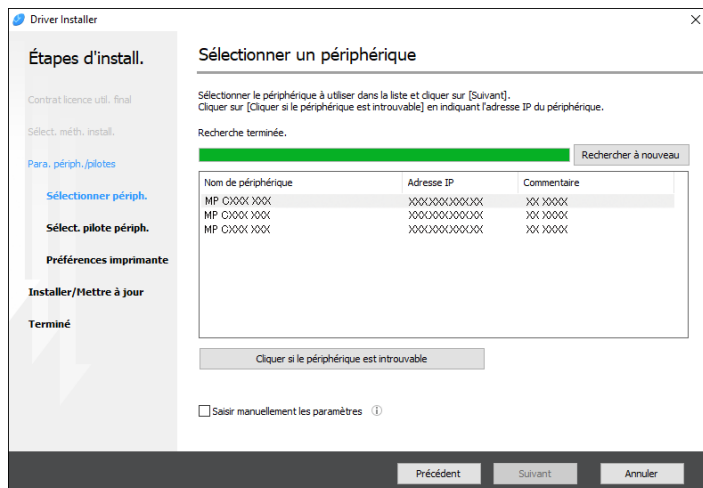 Driver Installer
Étapes d'install.
Contrat licence util. final
Sélect. méth. install.
Para. périph./pilotes
Sélectionner périph.
Sélect. pilote périph.
Préférences imprimante
Installer/Mettre à jour
Terminé
Sélectionner un périphérique
Sélectionner le périphérique à utiliser dans la liste et cliquer sur [Suivant].
Cliquer sur [Cliquer si le périphérique est introuvable] en indiquant l'adresse IP du périphérique.
Recherche terminée.
Rechercher à nouveau
Nom de périphérique Adresse IP Commentaire
MP CXXX XXX XXX.XXX.XXX.XX XX XXXX
MP CXXX XXX XXX.XXX.XXX.XX XX XXXX
MP CXXX XXX XXX.XXX.XXX.XX XX XXXX
Cliquer si le périphérique est introuvable
Saisir manuellement les paramètres
Précédent Suivant Annuler